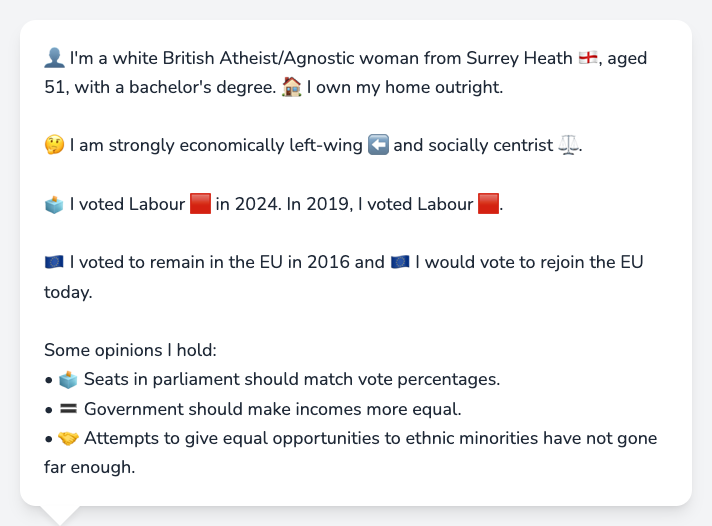 👤 I'm a white British Atheist/Agnostic woman from Surrey Heath 🏴󠁧󠁢󠁥󠁮󠁧󠁿, aged
51, with a bachelor's degree. 🏠 I own my home outright.
🤔 I am strongly economically left-wing ⬅️ and socially centrist ⚖️.
🗳️ I voted Labour 🟥 in 2024. In 2019, I voted Labour 🟥.
🇪🇺 I voted to remain in the EU in 2016 and 🇪🇺 I would vote to rejoin the EU
today.
Some opinions I hold:
• 🗳️ Seats in parliament should match vote percentages.
• 🟰 Government should make incomes more equal.
• 🤝 Attempts to give equal opportunities to ethnic minorities have not gone
far enough.